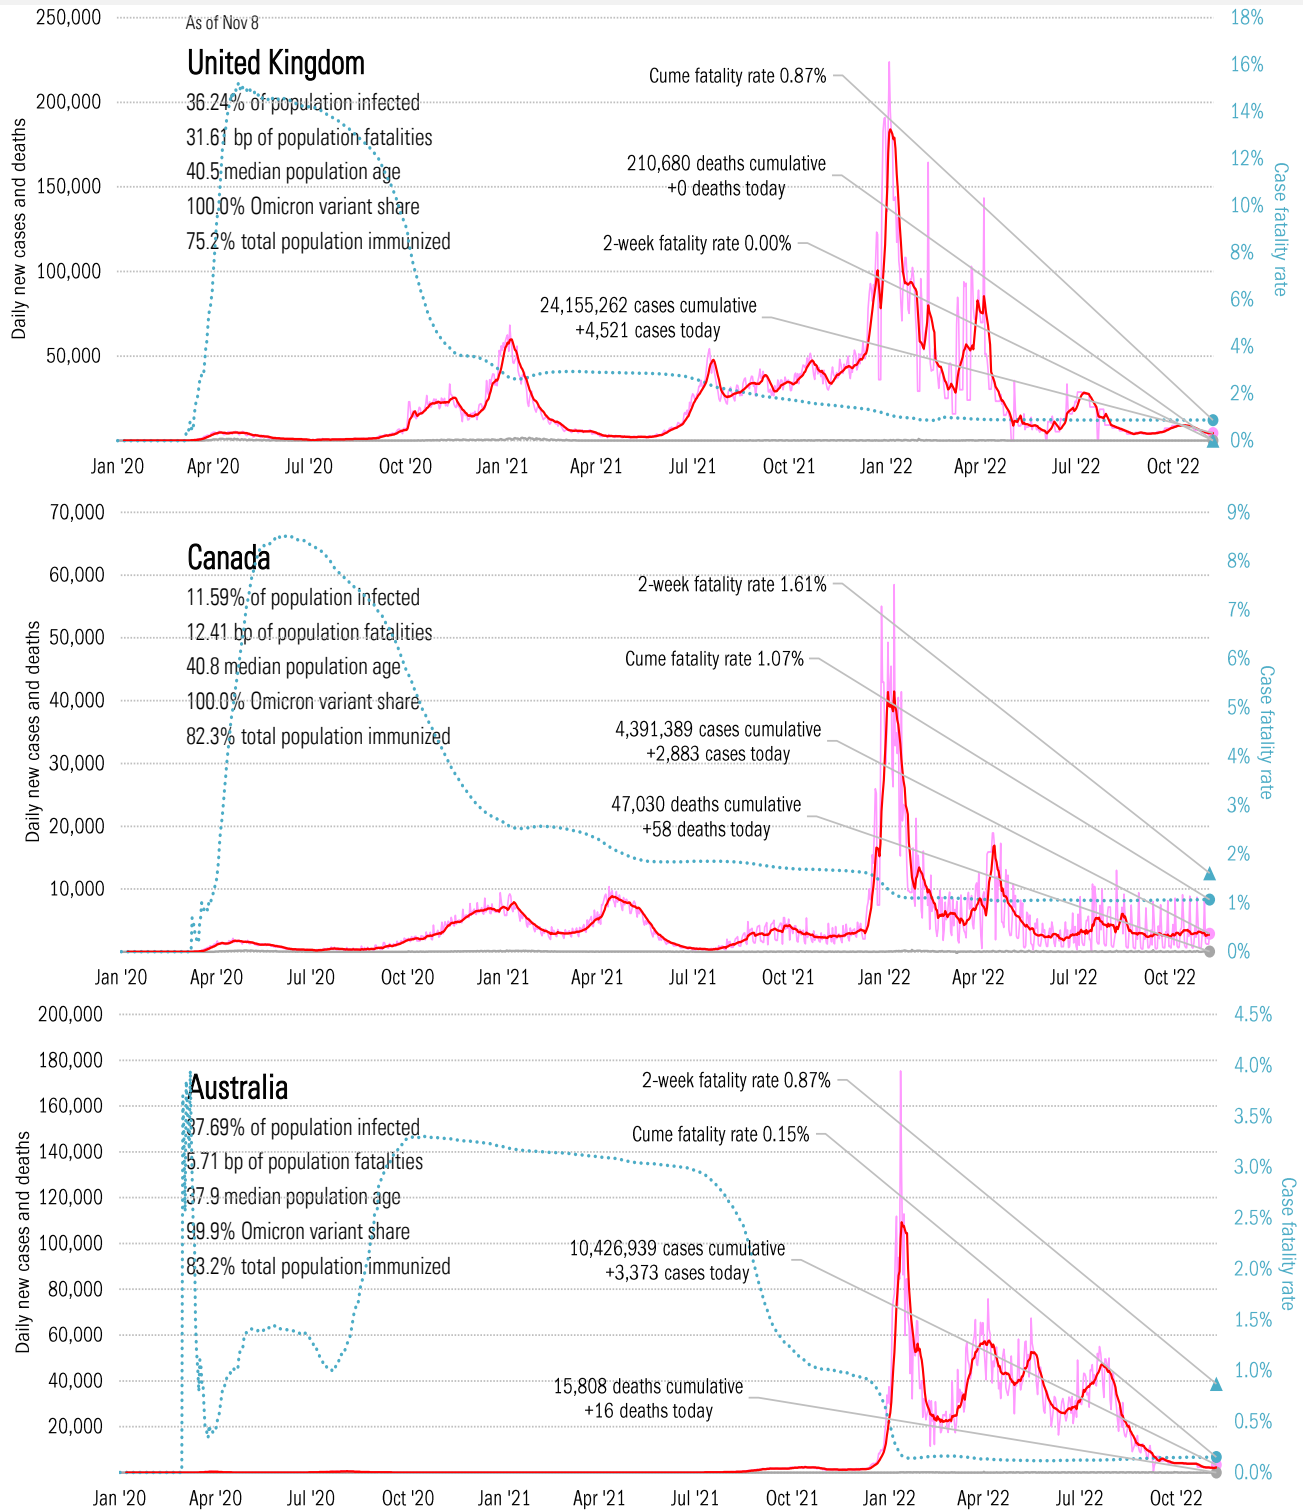 250,000
As of Nov 8
18%
United Kingdom
Cume fatality rate 0.87%
16%
36.24% of population infected
200,000
14%
31.61 bp of population fatalities
12%
210,680 deaths cumulative
+0 deaths today
40.5 median population age
150,000
10%
100.0% Omicron variant share
75.2% total population immunized
2-week fatality rate 0.00%
8%
100,000
6%
24,155,262 cases cumulative
+4,521 cases today
50,000
4%
2%
0%
Daily new cases and deaths
Case fatality rate
Jan '20 Apr '20 Jul '20 Oct '20 Jan '21 Apr '21 Jul '21 Oct '21 Jan '22 Apr '22 Jul '22 Oct '22
70,000
9%
Canada
8%
60,000
2-week fatality rate 1.61%
11.59% of population infected
7%
12.41 bp of population fatalities
50,000
40.8 median population age
Cume fatality rate 1.07%
6%
100.0% Omicron variant share
40,000
5%
82.3% total population immunized
4,391,389 cases cumulative
+2,883 cases today
30,000
4%
47,030 deaths cumulative
+58 deaths today
3%
20,000
2%
10,000
1%
0%
Daily new cases and deaths
Case fatality rate
Jan '20 Apr '20 Jul '20 Oct '20 Jan '21 Apr '21 Jul '21 Oct '21 Jan '22 Apr '22 Jul '22 Oct '22
200,000
4.5%
180,000
4.0%
Australia
2-week fatality rate 0.87%
160,000
3.5%
37.69% of population infected
Cume fatality rate 0.15%
140,000
5.71 bp of population fatalities
3.0%
120,000
37.9 median population age
2.5%
99.9% Omicron variant share
100,000
10,426,939 cases cumulative
+3,373 cases today
83.2% total population immunized
2.0%
80,000
60,000
1.5%
40,000
1.0%
15,808 deaths cumulative
+16 deaths today
20,000
0.5%
0.0%
Daily new cases and deaths
Case fatality rate
Jan '20 Apr '20 Jul '20 Oct '20 Jan '21 Apr '21 Jul '21 Oct '21 Jan '22 Apr '22 Jul '22 Oct '22